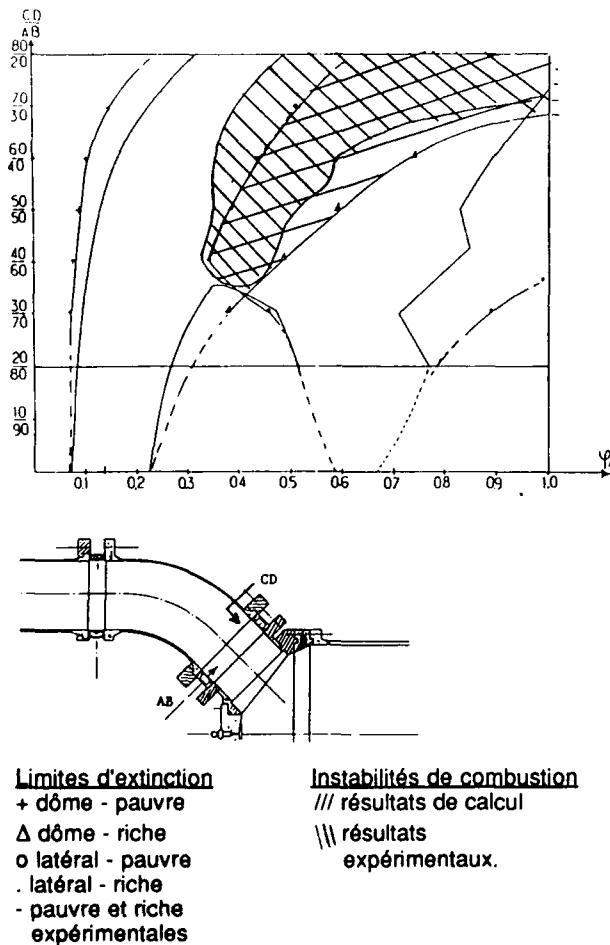 CD
AB
80
20
70
30
60
40
50
50
40
60
30
70
20
80
10
90
0.1 0.2 0.3 0.4 0.5 0.6 0.7 0.8 0.9 1.0
CD
AB
Limites d'extinction
+ dôme - pauvre
Δ dôme - riche
o latéral - pauvre
. latéral - riche
- pauvre et riche
expérimentales
Instabilités de combustion
/// résultats de calcul
\\\ résultats
expérimentaux.